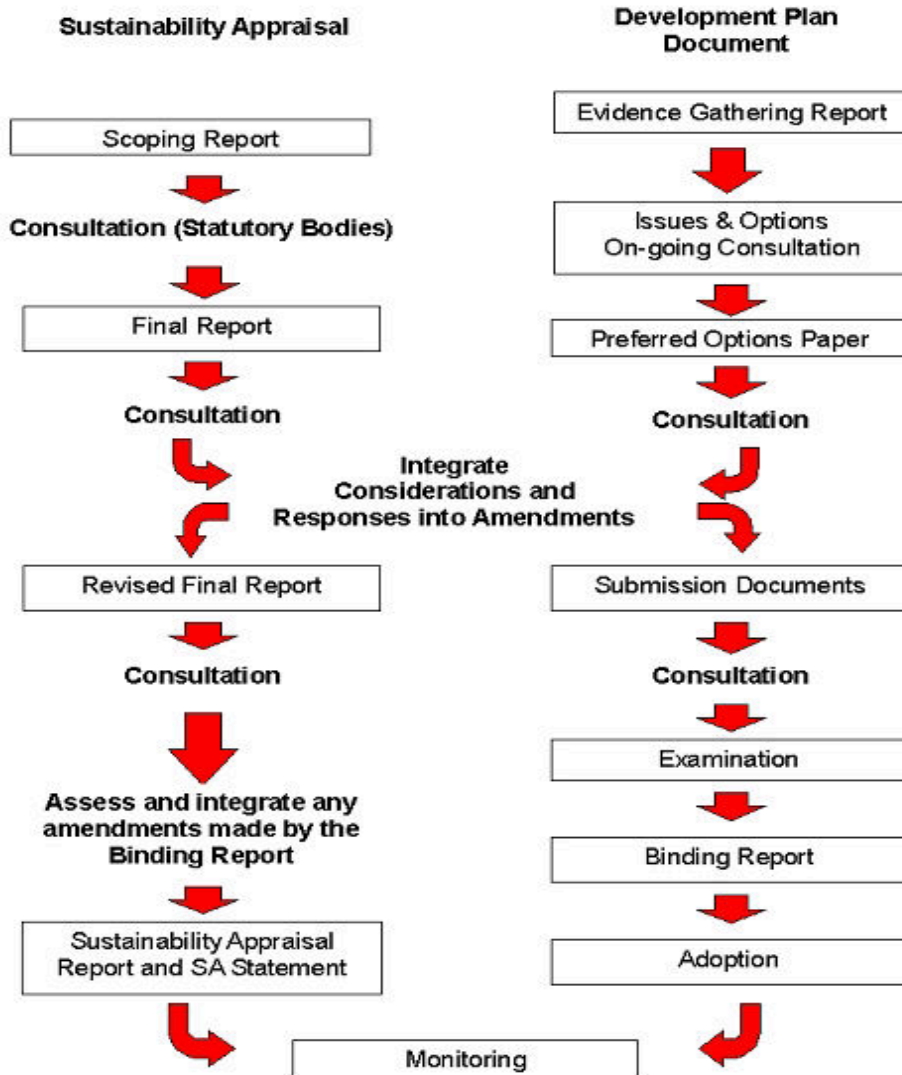 Sustainability Appraisal
Scoping Report
Consultation (Statutory Bodies)
Final Report
Consultation
Development Plan
Document
Evidence Gathering Report
Issues & Options
On-going Consultation
Preferred Options Paper
Consultation
Integrate
Considerations and
Responses into Amendments
Revised Final Report
Consultation
Assess and integrate any
amendments made by the
Binding Report
Sustainability Appraisal
Report and SA Statement
Submission Documents
Consultation
Examination
Binding Report
Adoption
Monitoring